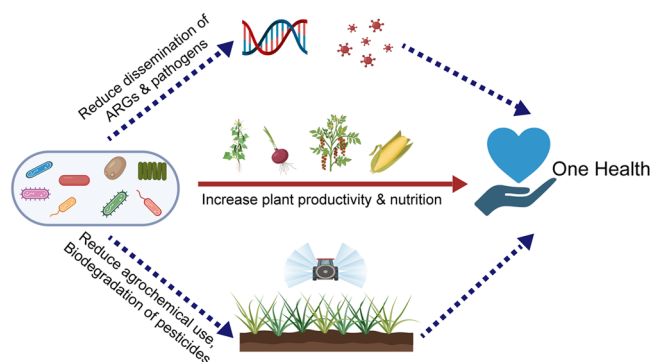 Reduce dissemination of
ARGs & pathogens
Increase plant productivity & nutrition
One Health
Reduce agrochemical use,
Biodegradation of pesticides